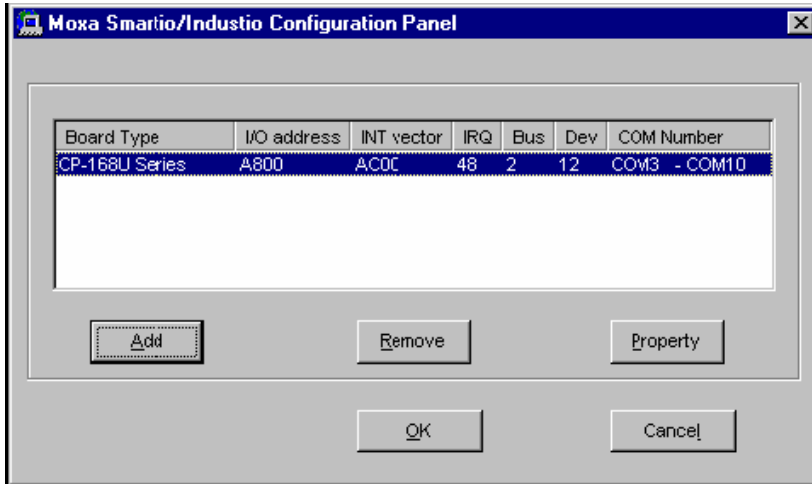 Moxa Smartio/Industio Configuration Panel
Board Type I/O address INT vector IRQ Bus Dev COM Number
CP-168U Series A800 AC00 48 2 12 COM3 - COM10
Add Remove Property
OK Cancel